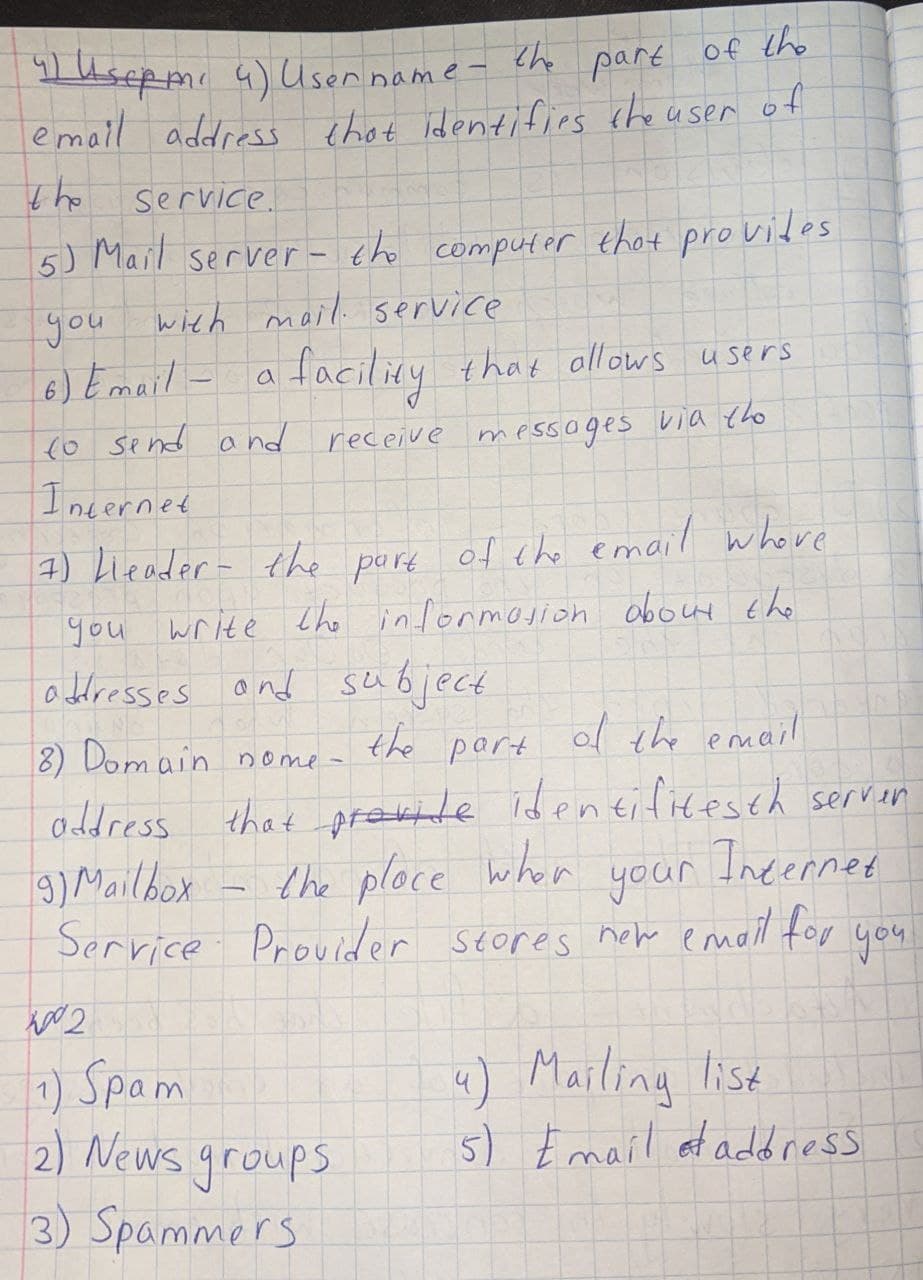 4) Username - the part of the
email address that identifies the user of
the service.
5) Mail server - the computer that provides
you with mail service
6) Email - a facility that allows users
to send and receive messages via the
Internet
7) Header - the part of the email where
you write the information about the
addresses and subject
8) Domain name - the part of the email
address that provide identifites th server
9) Mailbox - the place wher your Internet
Service Provider stores new email for you
№2
1) Spam
2) News groups
3) Spammers
4) Mailing list
5) Email address